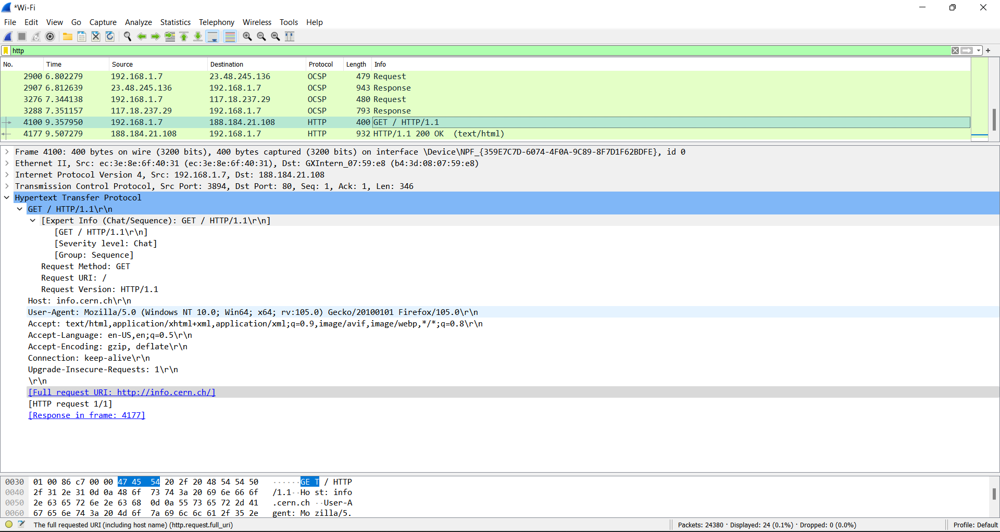 *Wi-Fi
File Edit View Go Capture Analyze Statistics Telephony Wireless Tools Help
http
No. Time Source Destination Protocol Length Info
2900 6.802279 192.168.1.7 23.48.245.136 OCSP 479 Request
2907 6.812639 23.48.245.136 192.168.1.7 OCSP 943 Response
3276 7.344138 192.168.1.7 117.18.237.29 OCSP 480 Request
3288 7.351157 117.18.237.29 192.168.1.7 OCSP 793 Response
4100 9.357950 192.168.1.7 188.184.21.108 HTTP 400 GET / HTTP/1.1
4177 9.507279 188.184.21.108 192.168.1.7 HTTP 932 HTTP/1.1 200 OK (text/html)
Frame 4100: 400 bytes on wire (3200 bits), 400 bytes captured (3200 bits) on interface \Device\NPF_{359E7C7D-6074-4F0A-9C89-8F7D1F62BDFE}, id 0
Ethernet II, Src: ec:3e:8e:6f:40:31 (ec:3e:8e:6f:40:31), Dst: GXIntern_07:59:e8 (b4:3d:08:07:59:e8)
Internet Protocol Version 4, Src: 192.168.1.7, Dst: 188.184.21.108
Transmission Control Protocol, Src Port: 3894, Dst Port: 80, Seq: 1, Ack: 1, Len: 346
Hypertext Transfer Protocol
GET / HTTP/1.1\r\n
[Expert Info (Chat/Sequence): GET / HTTP/1.1\r\n]
[GET / HTTP/1.1\r\n]
[Severity level: Chat]
[Group: Sequence]
Request Method: GET
Request URI: /
Request Version: HTTP/1.1
Host: info.cern.ch\r\n
User-Agent: Mozilla/5.0 (Windows NT 10.0; Win64; x64; rv:105.0) Gecko/20100101 Firefox/105.0\r\n
Accept: text/html,application/xhtml+xml,application/xml;q=0.9,image/avif,image/webp,*/*;q=0.8\r\n
Accept-Language: en-US,en;q=0.5\r\n
Accept-Encoding: gzip, deflate\r\n
Connection: keep-alive\r\n
Upgrade-Insecure-Requests: 1\r\n
\r\n
[Full request URI: http://info.cern.ch/]
[HTTP request 1/1]
[Response in frame: 4177]
0030 01 00 86 c7 00 00 47 45 54 20 2f 20 48 54 54 50 ······GE T / HTTP
0040 2f 31 2e 31 0d 0a 48 6f 73 74 3a 20 69 6e 66 6f /1.1··Ho st: info
0050 2e 63 65 72 6e 2e 63 68 0d 0a 55 73 65 72 2d 41 .cern.ch ··User-A
0060 67 65 6e 74 3a 20 4d 6f 7a 69 6c 6c 61 2f 35 2e gent: Mo zilla/5.
The full requested URI (including host name) (http.request.full_uri) Packets: 24380 · Displayed: 24 (0.1%) · Dropped: 0 (0.0%) Profile: Default